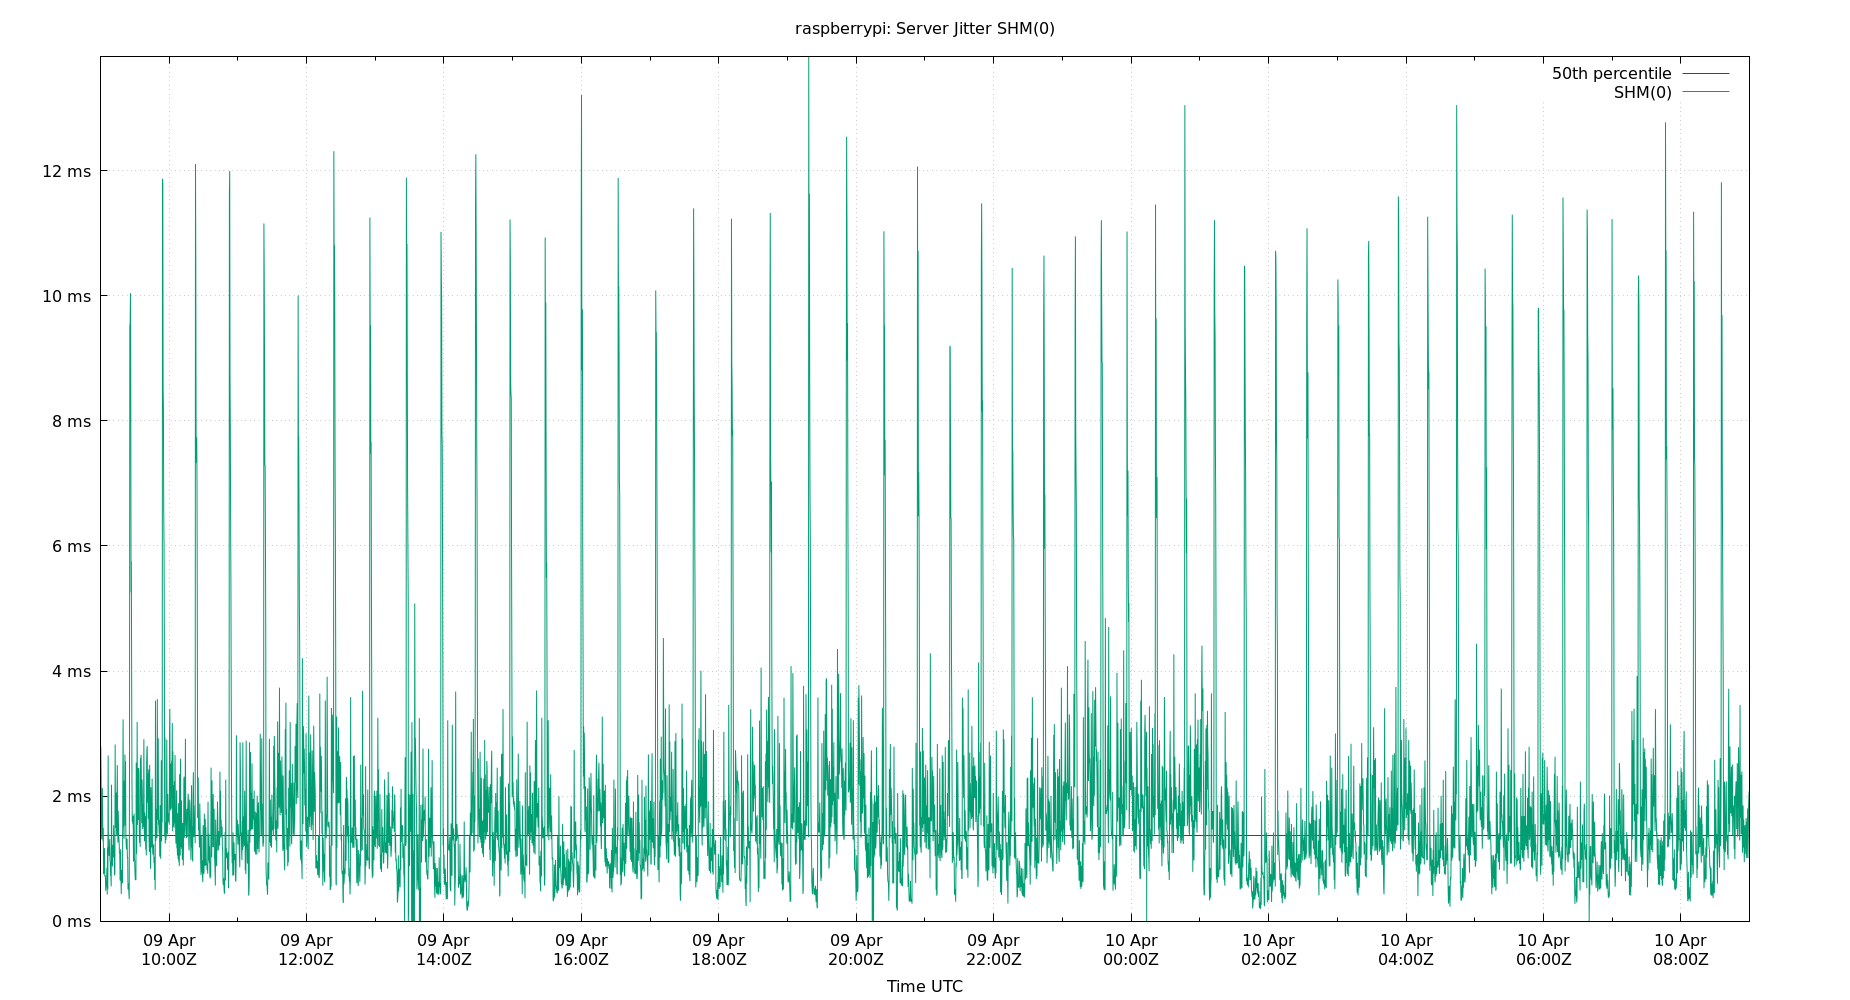 raspberrypi: Server Jitter SHM(0)
50th percentile
SHM(0)
12 ms
10 ms
8 ms
6 ms
4 ms
2 ms
0 ms
09 Apr 09 Apr 09 Apr 09 Apr 09 Apr 09 Apr 09 Apr 10 Apr 10 Apr 10 Apr 10 Apr 10 Apr
10:00Z 12:00Z 14:00Z 16:00Z 18:00Z 20:00Z 22:00Z 00:00Z 02:00Z 04:00Z 06:00Z 08:00Z
Time UTC